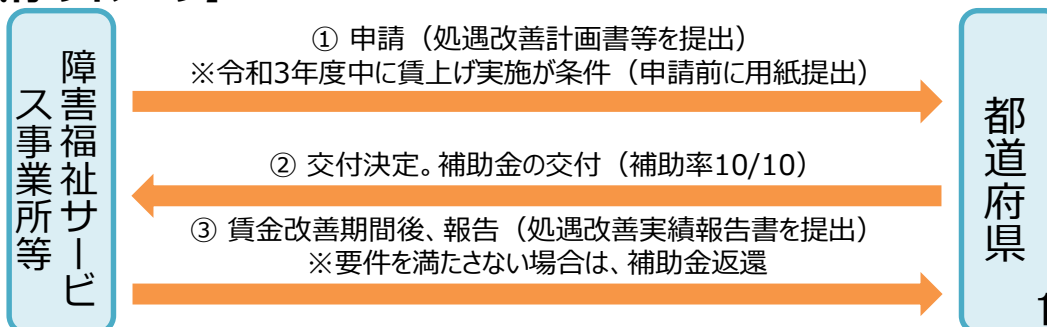 障害福祉サービ
ス事業所等
① 申請（処遇改善計画書等を提出）
※令和3年度中に賃上げ実施が条件（申請前に用紙提出）
② 交付決定。補助金の交付（補助率10/10）
③ 賃金改善期間後、報告（処遇改善実績報告書を提出）
※要件を満たさない場合は、補助金返還
都道府県